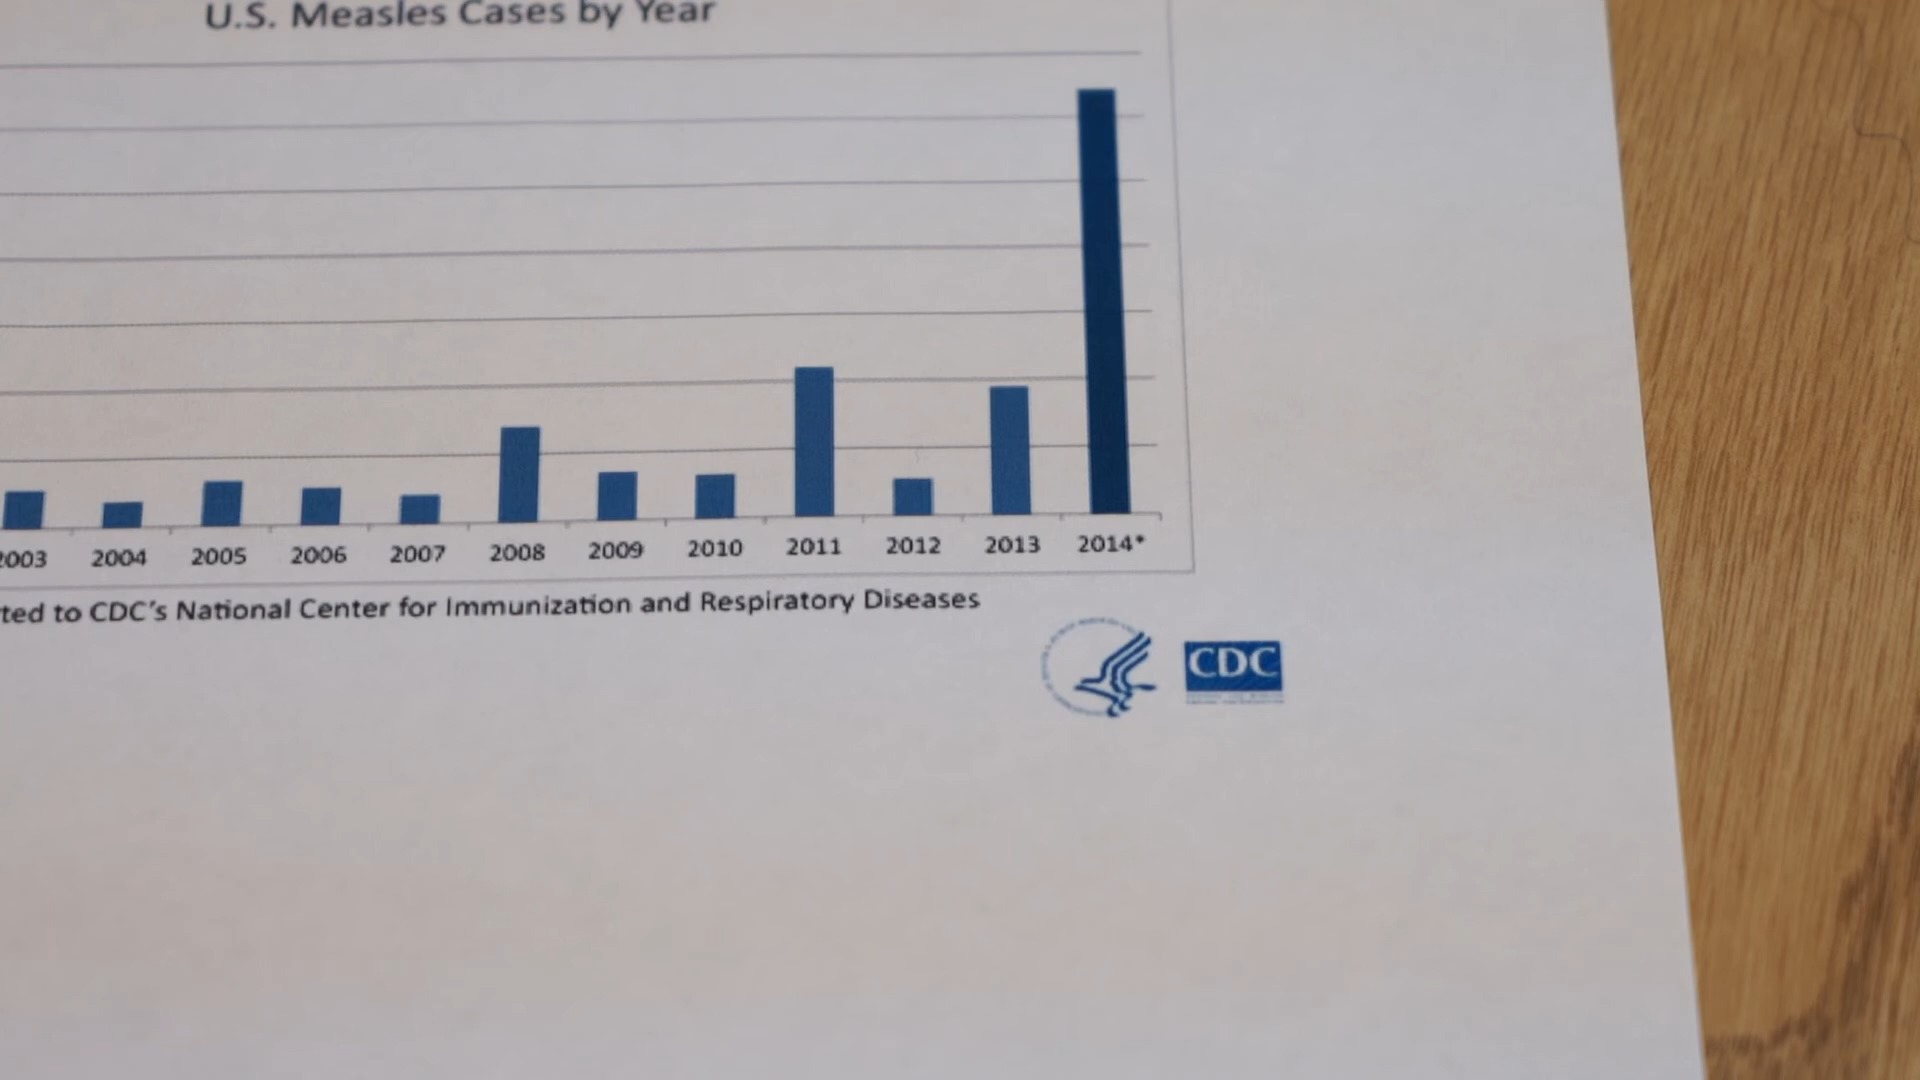 U.S. Measles Cases by Year
2003 2004 2005 2006 2007 2008 2009 2010 2011 2012 2013 2014*
ted to CDC's National Center for Immunization and Respiratory Diseases
CDC